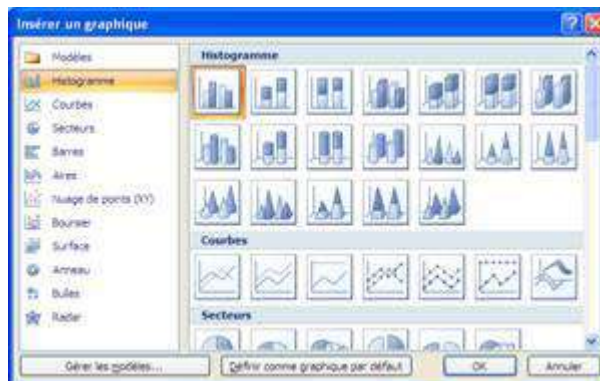 Insérer un graphique
Modèles
Histogramme
Courbes
Secteurs
Barres
Aires
Nuage de points (XY)
Boursier
Surface
Anneau
Bulles
Radar
Histogramme
Courbes
Secteurs
Gérer les modèles...
Définir comme graphique par défaut
OK
Annuler